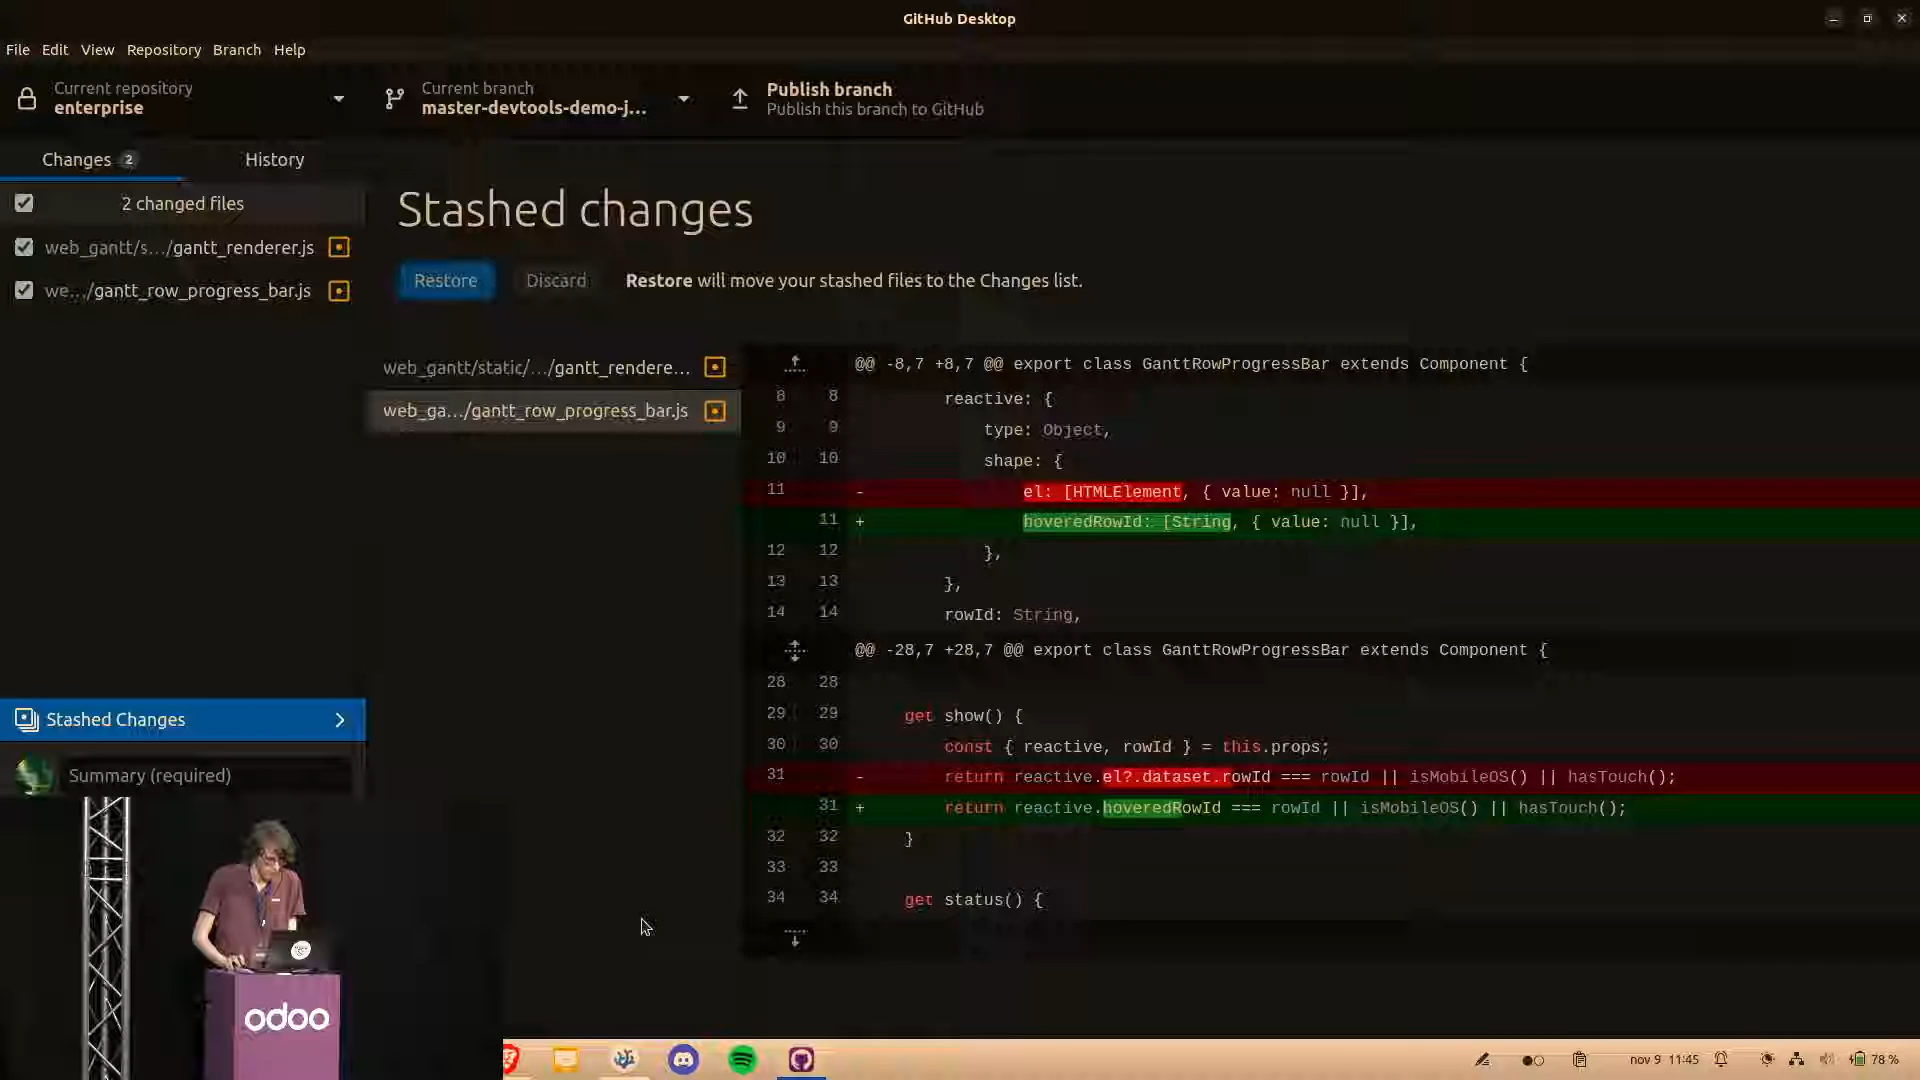 GitHub Desktop
File Edit View Repository Branch Help
Current repository
enterprise
Current branch
master-devtools-demo-j...
Publish branch
Publish this branch to GitHub
Changes 2
History
2 changed files
web_gantt/s.../gantt_renderer.js
we.../gantt_row_progress_bar.js
Stashed changes
Restore
Discard
Restore will move your stashed files to the Changes list.
web_gantt/static/.../gantt_rendere...
web_ga.../gantt_row_progress_bar.js
@@ -8,7 +8,7 @@ export class GanttRowProgressBar extends Component {
8 8 reactive: {
9 9 type: Object,
10 10 shape: {
11 - el: [HTMLElement, { value: null }],
11 + hoveredRowId: [String, { value: null }],
12 12 },
13 13 },
14 14 rowId: String,
@@ -28,7 +28,7 @@ export class GanttRowProgressBar extends Component {
28 28
29 29 get show() {
30 30 const { reactive, rowId } = this.props;
31 - return reactive.el?.dataset.rowId === rowId || isMobileOS() || hasTouch();
31 + return reactive.hoveredRowId === rowId || isMobileOS() || hasTouch();
32 32 }
33 33
34 34 get status() {
Stashed Changes
Summary (required)
odoo
nov 9 11:45
78 %